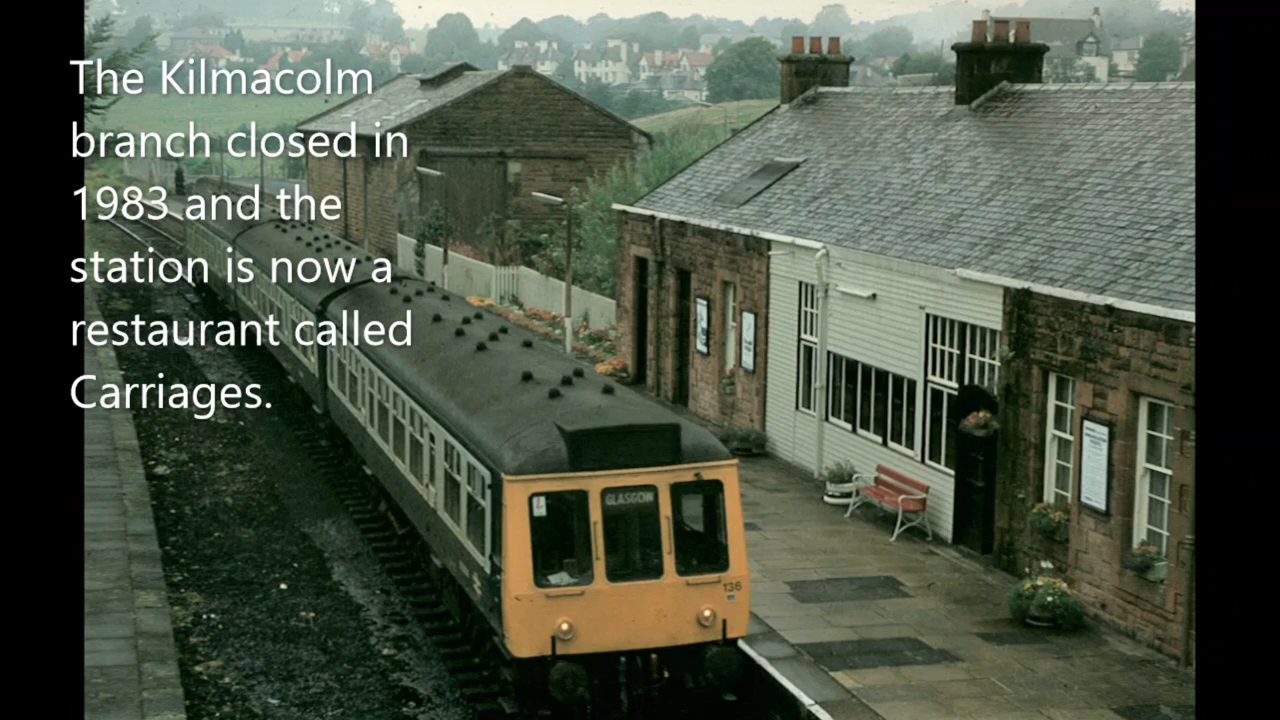 The Kilmacolm
branch closed in
1983 and the
station is now a
restaurant called
Carriages.
GLASGOW
136